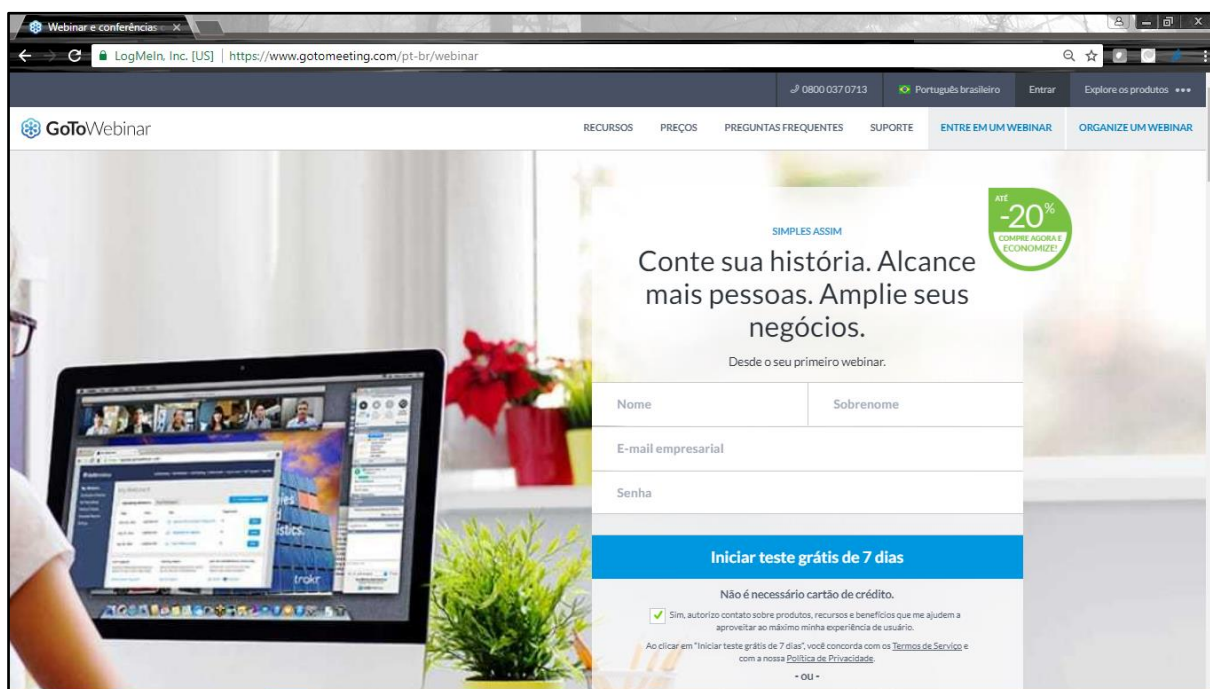 Webinar e conferências
LogMeIn, Inc. [US] | https://www.gotomeeting.com/pt-br/webinar
0800 037 0713 Português brasileiro Entrar Explore os produtos •••
GoToWebinar RECURSOS PREÇOS PREGUNTAS FREQUENTES SUPORTE ENTRE EM UM WEBINAR ORGANIZE UM WEBINAR
ATÉ
-20%
COMPRE AGORA E
ECONOMIZE!
SIMPLES ASSIM
Conte sua história. Alcance
mais pessoas. Amplie seus
negócios.
Desde o seu primeiro webinar.
Nome Sobrenome
E-mail empresarial
Senha
Iniciar teste grátis de 7 dias
Não é necessário cartão de crédito.
Sim, autorizo contato sobre produtos, recursos e benefícios que me ajudem a
aproveitar ao máximo minha experiência de usuário.
Ao clicar em "Iniciar teste grátis de 7 dias", você concorda com os Termos de Serviço e
com a nossa Política de Privacidade.
- ou -
trakr